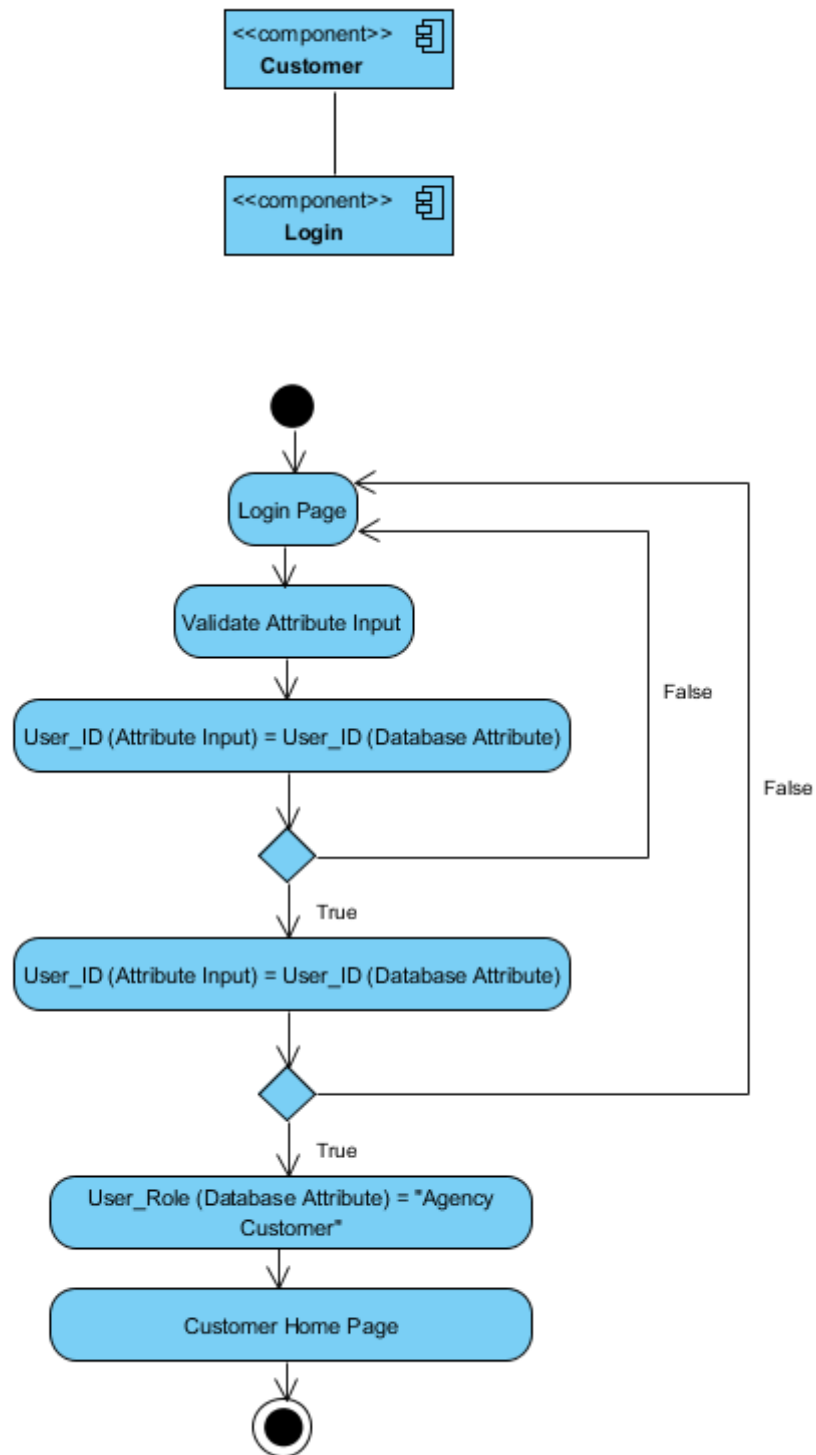 <<component>>
Customer
<<component>>
Login
Login Page
Validate Attribute Input
False
User_ID (Attribute Input) = User_ID (Database Attribute)
False
True
User_ID (Attribute Input) = User_ID (Database Attribute)
True
User_Role (Database Attribute) = "Agency
Customer"
Customer Home Page